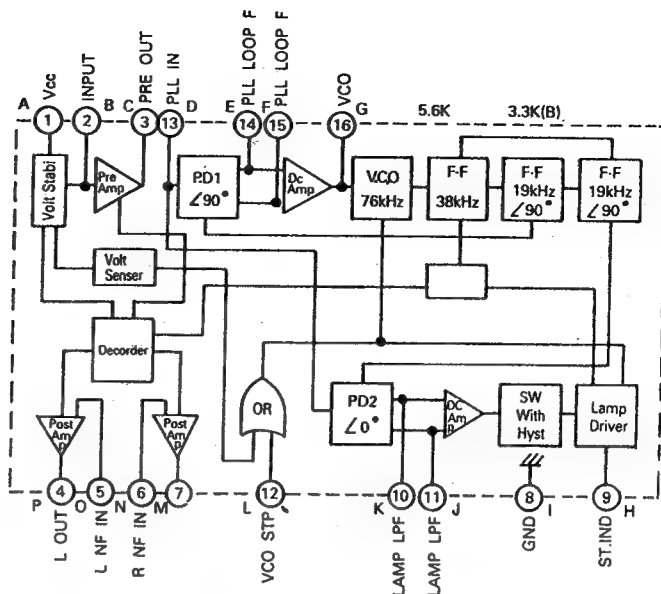 A Vcc
INPUT
B
C PRE OUT
PLL IN
D
E PLL LOOP F
F PLL LOOP F
VCO
G
5.6K
3.3K(B)
1
2
3
13
14
15
16
Volt Stabi
Pre Amp
P.D1
∠90°
Dc Amp
V.C.O
76kHz
F·F
38kHz
F·F
19kHz
∠90°
F·F
19kHz
∠90°
Volt
Senser
Decorder
Post Amp
Post Amp
OR
PD2
∠0°
DC Amp
SW
With
Hyst
Lamp
Driver
4
5
6
7
12
10
11
8
9
P
L OUT
O
L NF IN
N
R NF IN
M
L
VCO STP
K
LAMP LPF
LAMP LPF
J
GND
I
ST.IND
H